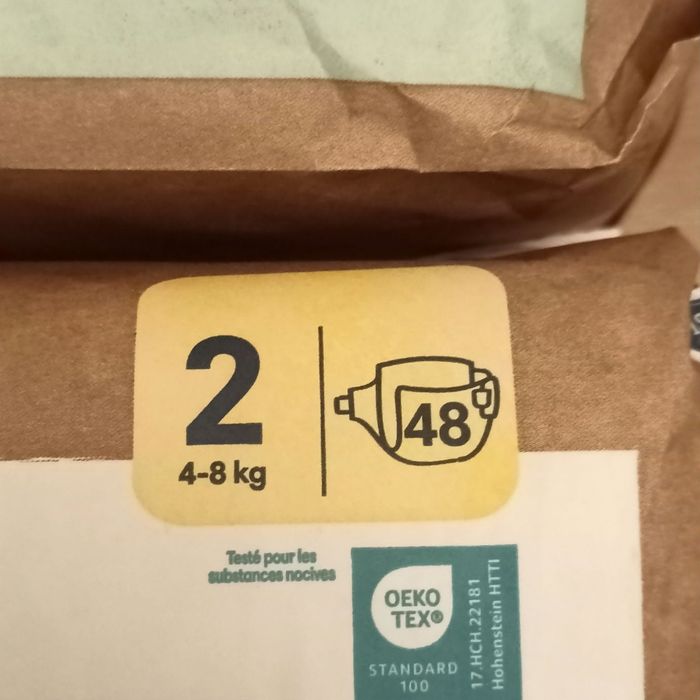 2
4-8 kg
48
Testé pour les
substances nocives
OEKO
TEX®
STANDARD
100
17.HCH.22181
Hohenstein HTTI